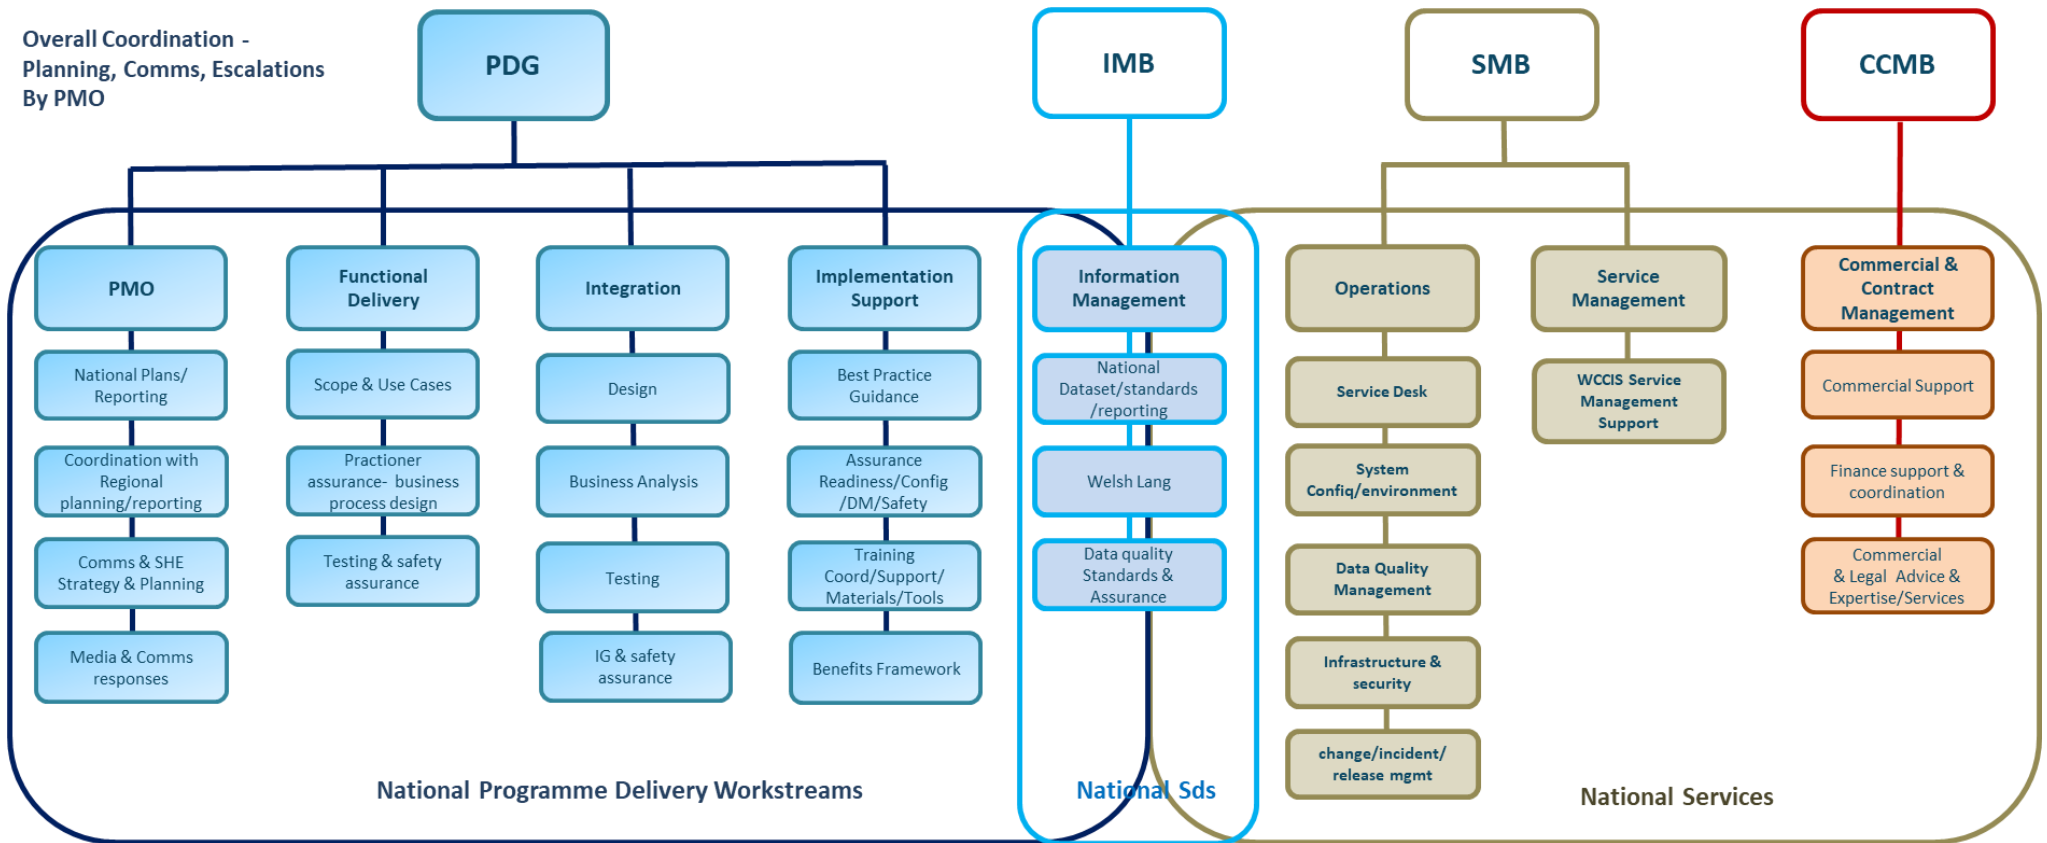 Overall Coordination -
Planning, Comms, Escalations
By PMO
PDG
IMB
SMB
CCMB
PMO
National Plans/
Reporting
Coordination with
Regional
planning/reporting
Comms & SHE
Strategy & Planning
Media & Comms
responses
Functional
Delivery
Scope & Use Cases
Practioner
assurance- business
process design
Testing & safety
assurance
Integration
Design
Business Analysis
Testing
IG & safety
assurance
Implementation
Support
Best Practice
Guidance
Assurance
Readiness/Config
/DM/Safety
Training
Coord/Support/
Materials/Tools
Benefits Framework
Information
Management
National
Dataset/standards
/reporting
Welsh Lang
Data quality
Standards &
Assurance
Operations
Service Desk
System
Confiq/environment
Data Quality
Management
Infrastructure &
security
change/incident/
release mgmt
Service
Management
WCCIS Service
Management
Support
Commercial &
Contract
Management
Commercial Support
Finance support &
coordination
Commercial
& Legal Advice &
Expertise/Services
National Programme Delivery Workstreams
National Sds
National Services